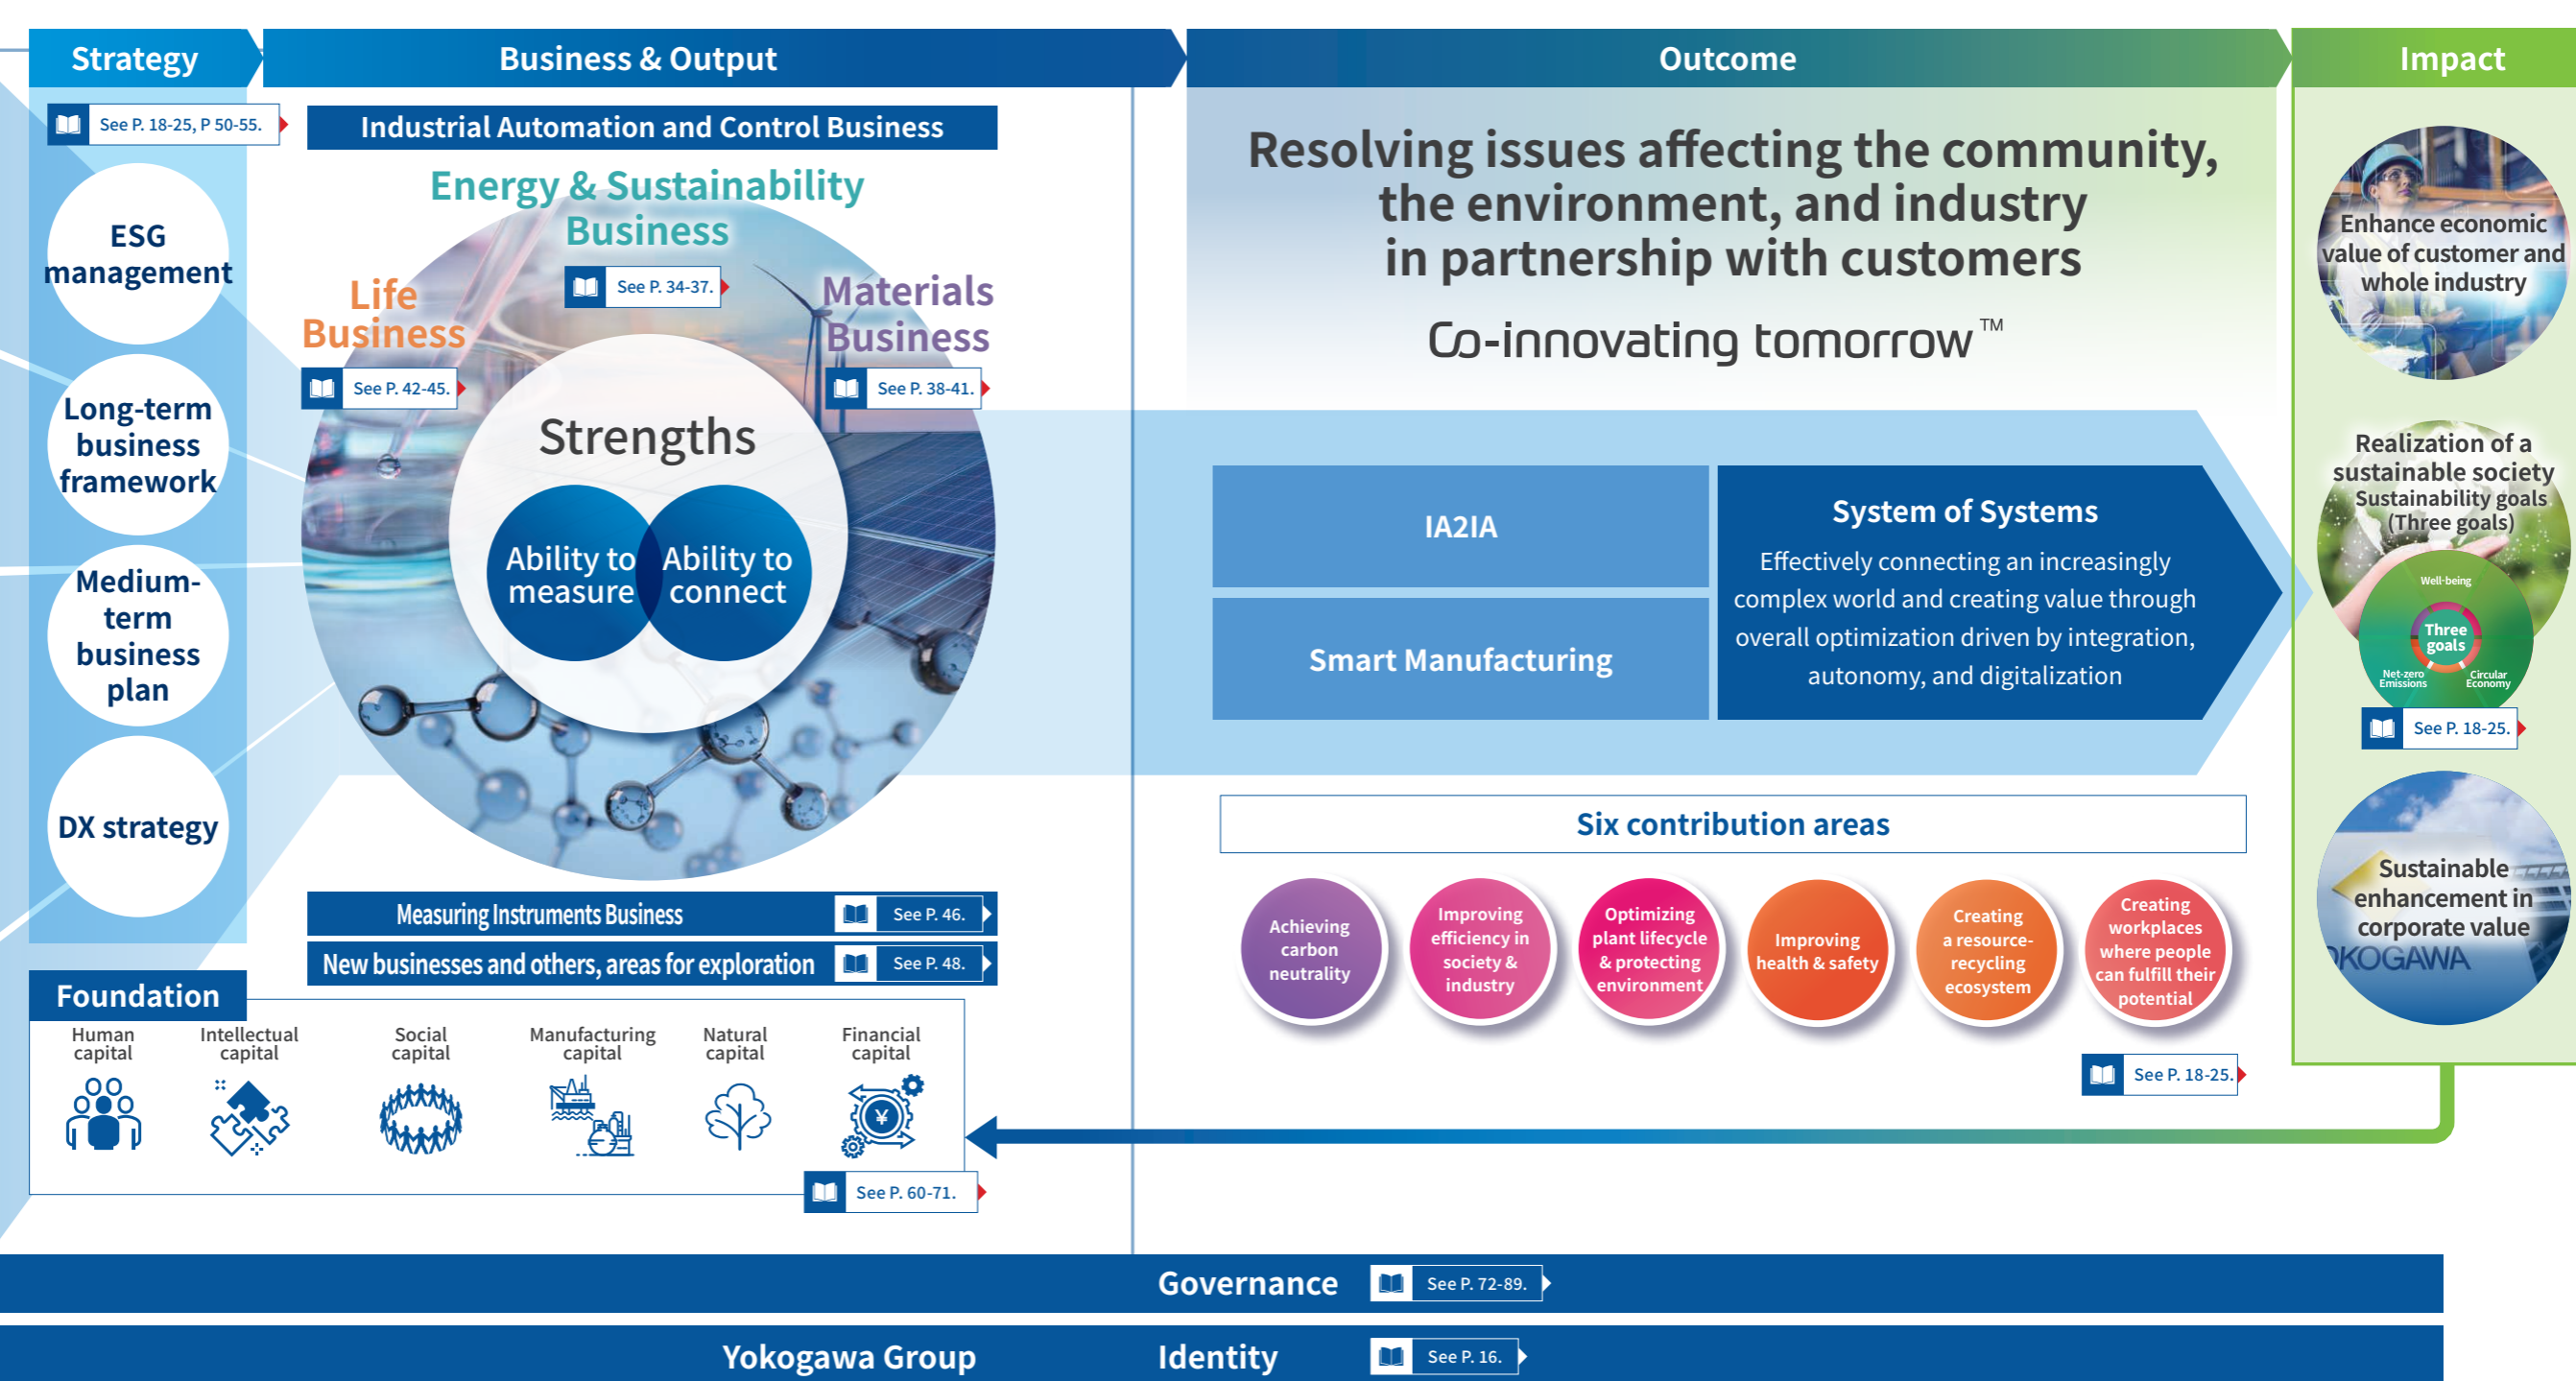 Strategy
Business & Output
Outcome
Impact
See P. 18-25, P 50-55.
ESG
management
Long-term
business
framework
Medium-
term
business
plan
DX strategy
Industrial Automation and Control Business
Energy & Sustainability
Business
See P. 34-37.
Life
Business
See P. 42-45.
Materials
Business
See P. 38-41.
Strengths
Ability to
measure
Ability to
connect
Measuring Instruments Business
See P. 46.
New businesses and others, areas for exploration
See P. 48.
Foundation
Human
capital
Intellectual
capital
Social
capital
Manufacturing
capital
Natural
capital
Financial
capital
¥
See P. 60-71.
Resolving issues affecting the community,
the environment, and industry
in partnership with customers
Co-innovating tomorrow™
IA2IA
Smart Manufacturing
System of Systems
Effectively connecting an increasingly
complex world and creating value through
overall optimization driven by integration,
autonomy, and digitalization
Six contribution areas
Achieving
carbon
neutrality
Improving
efficiency in
society &
industry
Optimizing
plant lifecycle
& protecting
environment
Improving
health & safety
Creating
a resource-
recycling
ecosystem
Creating
workplaces
where people
can fulfill their
potential
See P. 18-25.
Enhance economic
value of customer and
whole industry
Realization of a
sustainable society
Sustainability goals
(Three goals)
Well-being
Three
goals
Net-zero
Emissions
Circular
Economy
See P. 18-25.
Sustainable
enhancement in
corporate value
OKOGAWA
Governance
See P. 72-89.
Yokogawa Group Identity
See P. 16.